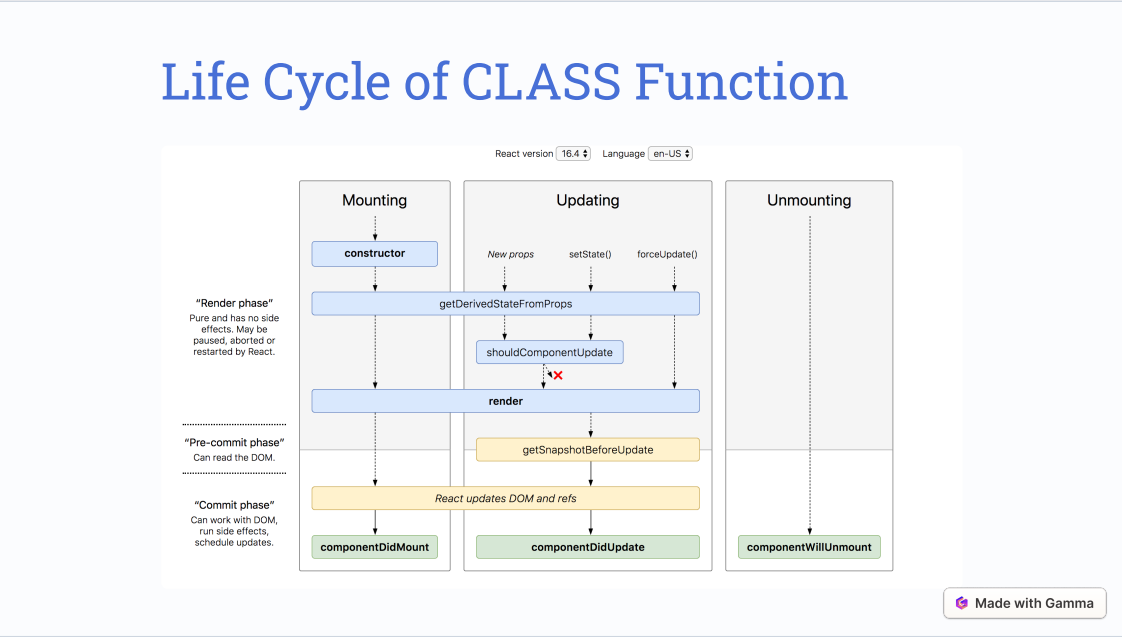 Life Cycle of CLASS Function
React version 16.4 Language en-US
Mounting
Updating
Unmounting
constructor
New props
setState()
forceUpdate()
“Render phase”
Pure and has no side
effects. May be
paused, aborted or
restarted by React.
getDerivedStateFromProps
shouldComponentUpdate
render
“Pre-commit phase”
Can read the DOM.
getSnapshotBeforeUpdate
“Commit phase”
Can work with DOM,
run side effects,
schedule updates.
React updates DOM and refs
componentDidMount
componentDidUpdate
componentWillUnmount
Made with Gamma